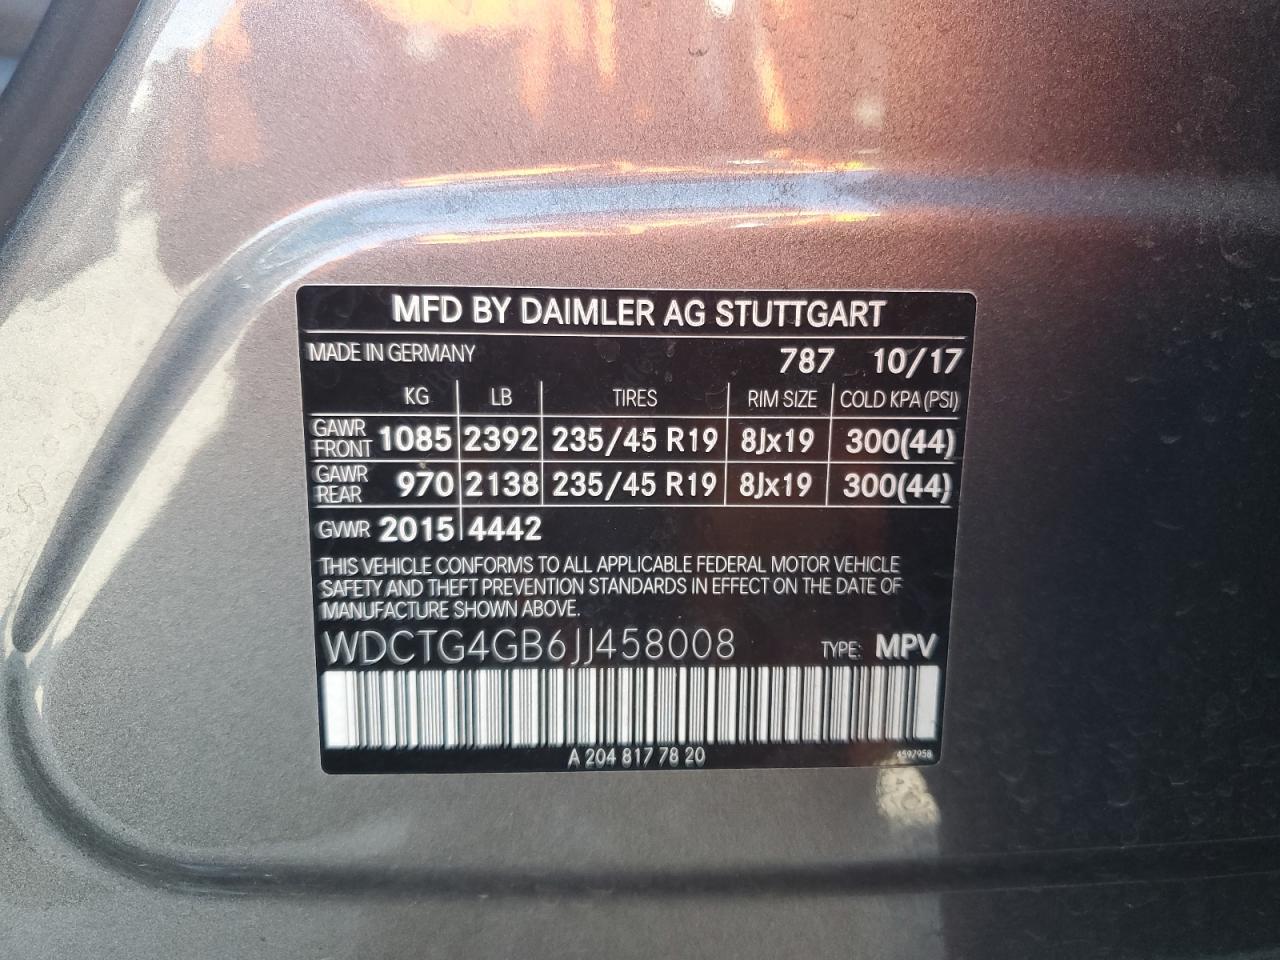 MFD BY DAIMLER AG STUTTGART
MADE IN GERMANY 787 10/17
KG LB TIRES RIM SIZE COLD KPA (PSI)
GAWR FRONT 1085 2392 235/45 R19 8Jx19 300(44)
GAWR REAR 970 2138 235/45 R19 8Jx19 300(44)
GVWR 2015 4442
THIS VEHICLE CONFORMS TO ALL APPLICABLE FEDERAL MOTOR VEHICLE
SAFETY AND THEFT PREVENTION STANDARDS IN EFFECT ON THE DATE OF
MANUFACTURE SHOWN ABOVE.
WDCTG4GB6JJ458008 TYPE: MPV
A 204 817 78 20 4597958